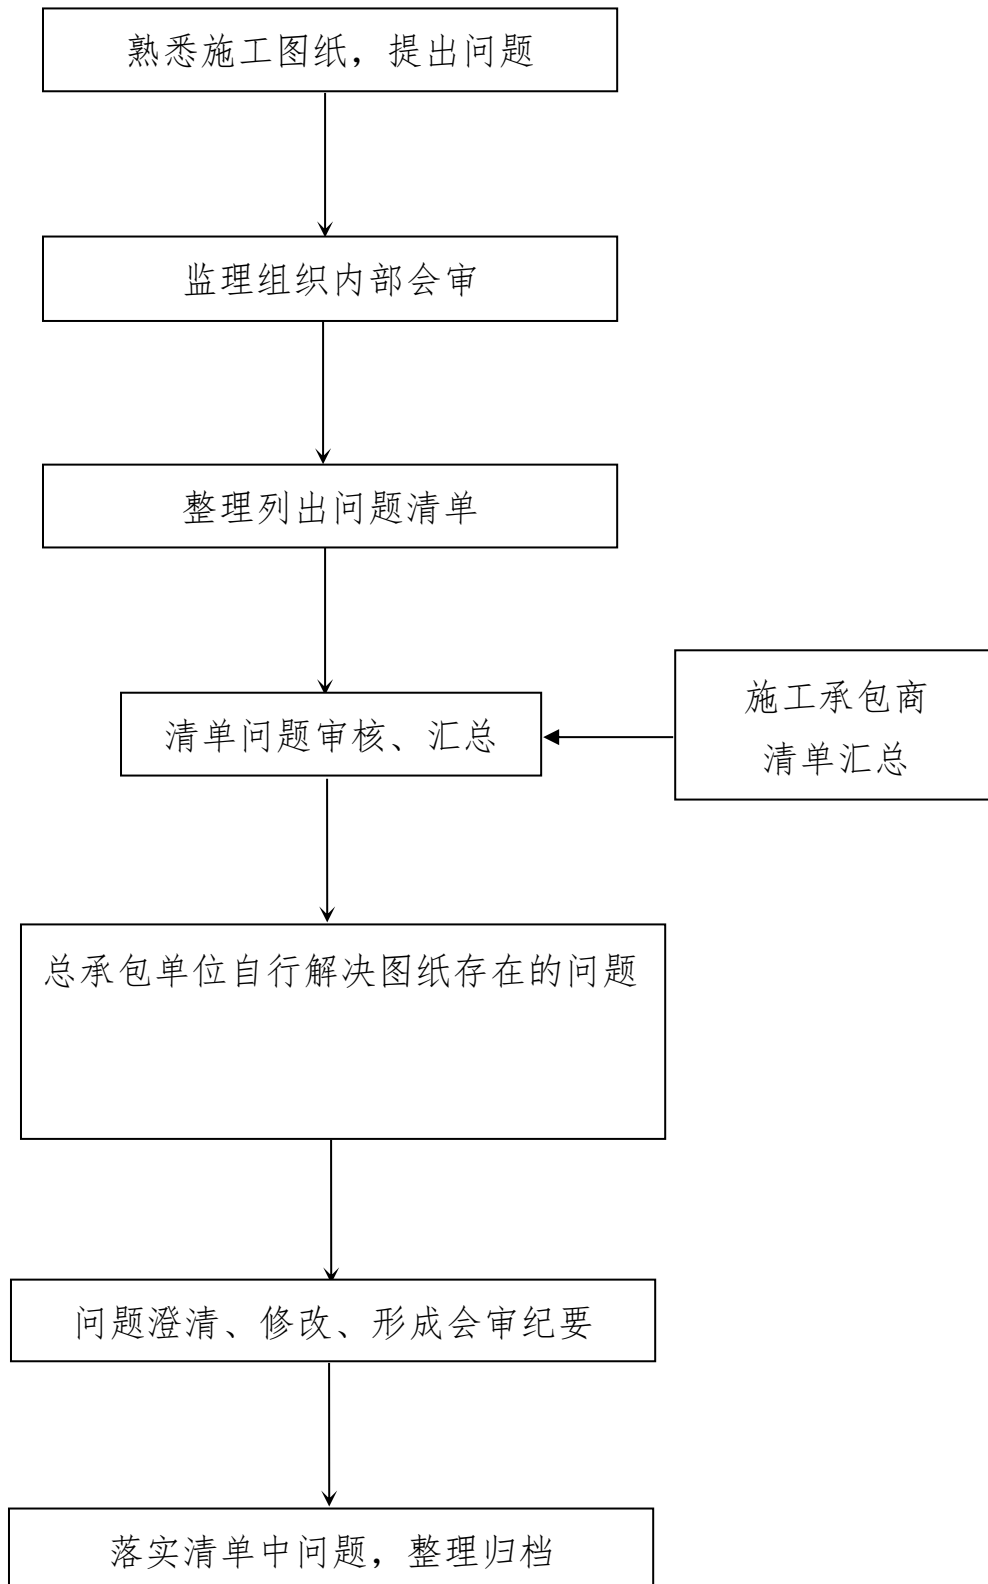 熟悉施工图纸，提出问题
监理组织内部会审
整理列出问题清单
清单问题审核、汇总
施工承包商
清单汇总
总承包单位自行解决图纸存在的问题
问题澄清、修改、形成会审纪要
落实清单中问题，整理归档